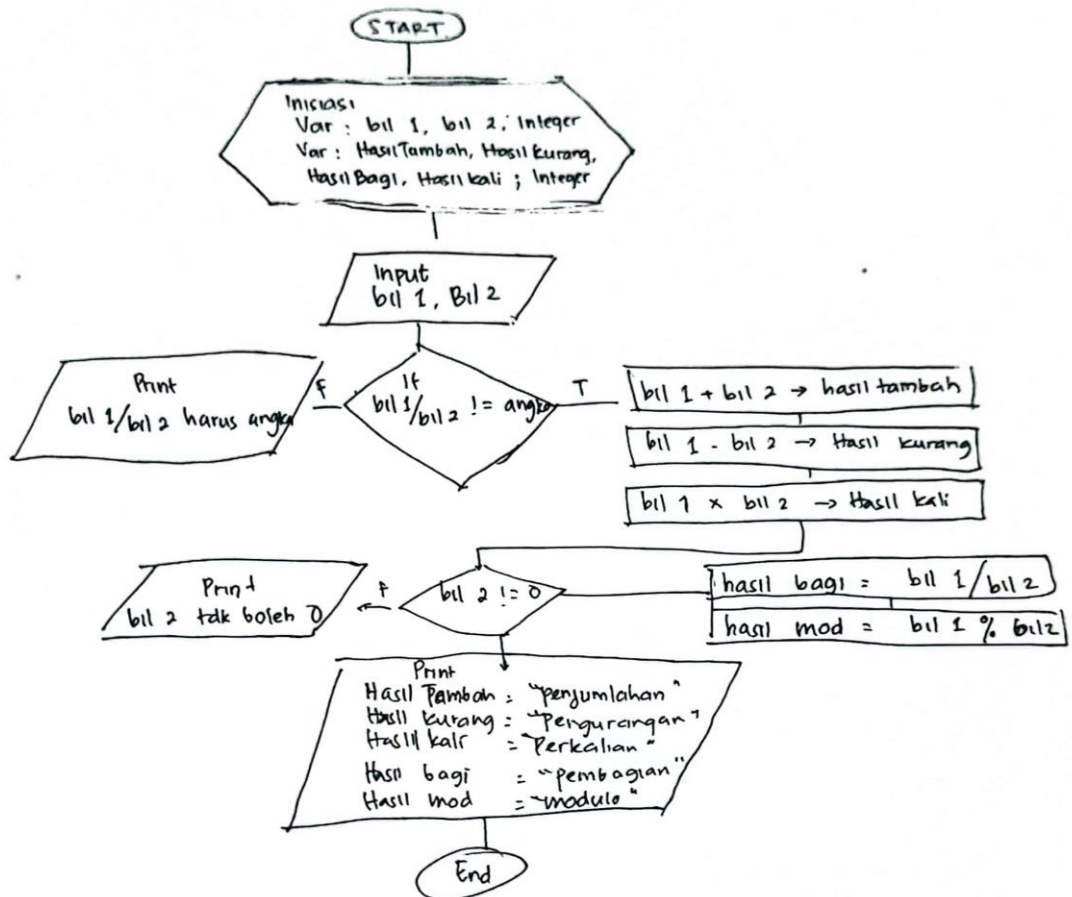 START
Inisiasi
Var : bil 1, bil 2; Integer
Var : HasilTambah, Hasil kurang,
Hasil Bagi, Hasil kali ; Integer
Input
bil 1, Bil 2
If
bil 1/bil 2 != angka
F
T
Print
bil 1/bil 2 harus angka
bil 1 + bil 2 → hasil tambah
bil 1 - bil 2 → Hasil kurang
bil 1 x bil 2 → Hasil kali
bil 2 != 0
F
Print
bil 2 tdk boleh 0
hasil bagi = bil 1/bil 2
hasil mod = bil 1 % bil2
Print
Hasil Tambah = "penjumlahan"
Hasil kurang = "Pengurangan"
Hasil kali = "Perkalian"
Hasil bagi = "pembagian"
Hasil mod = "modulo"
End